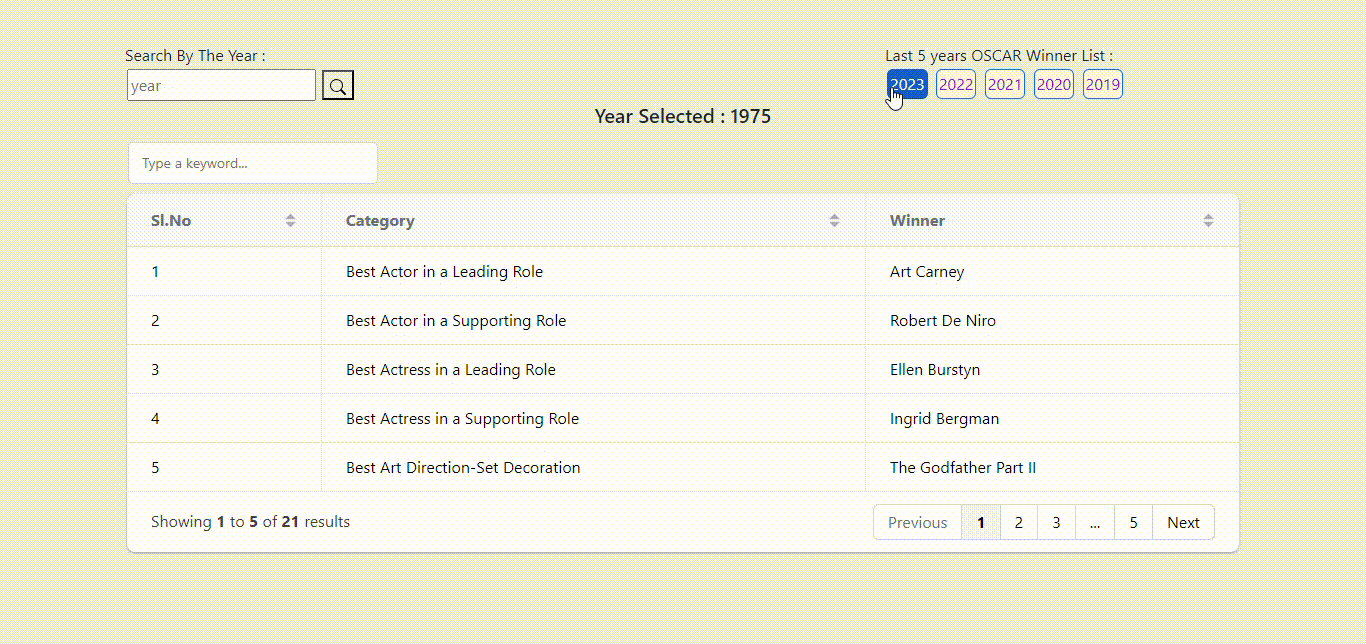 Search By The Year :
Last 5 years OSCAR Winner List :
year
2023 2022 2021 2020 2019
Year Selected : 1975
Type a keyword...
Sl.No Category Winner
1 Best Actor in a Leading Role Art Carney
2 Best Actor in a Supporting Role Robert De Niro
3 Best Actress in a Leading Role Ellen Burstyn
4 Best Actress in a Supporting Role Ingrid Bergman
5 Best Art Direction-Set Decoration The Godfather Part II
Showing 1 to 5 of 21 results
Previous 1 2 3 ... 5 Next